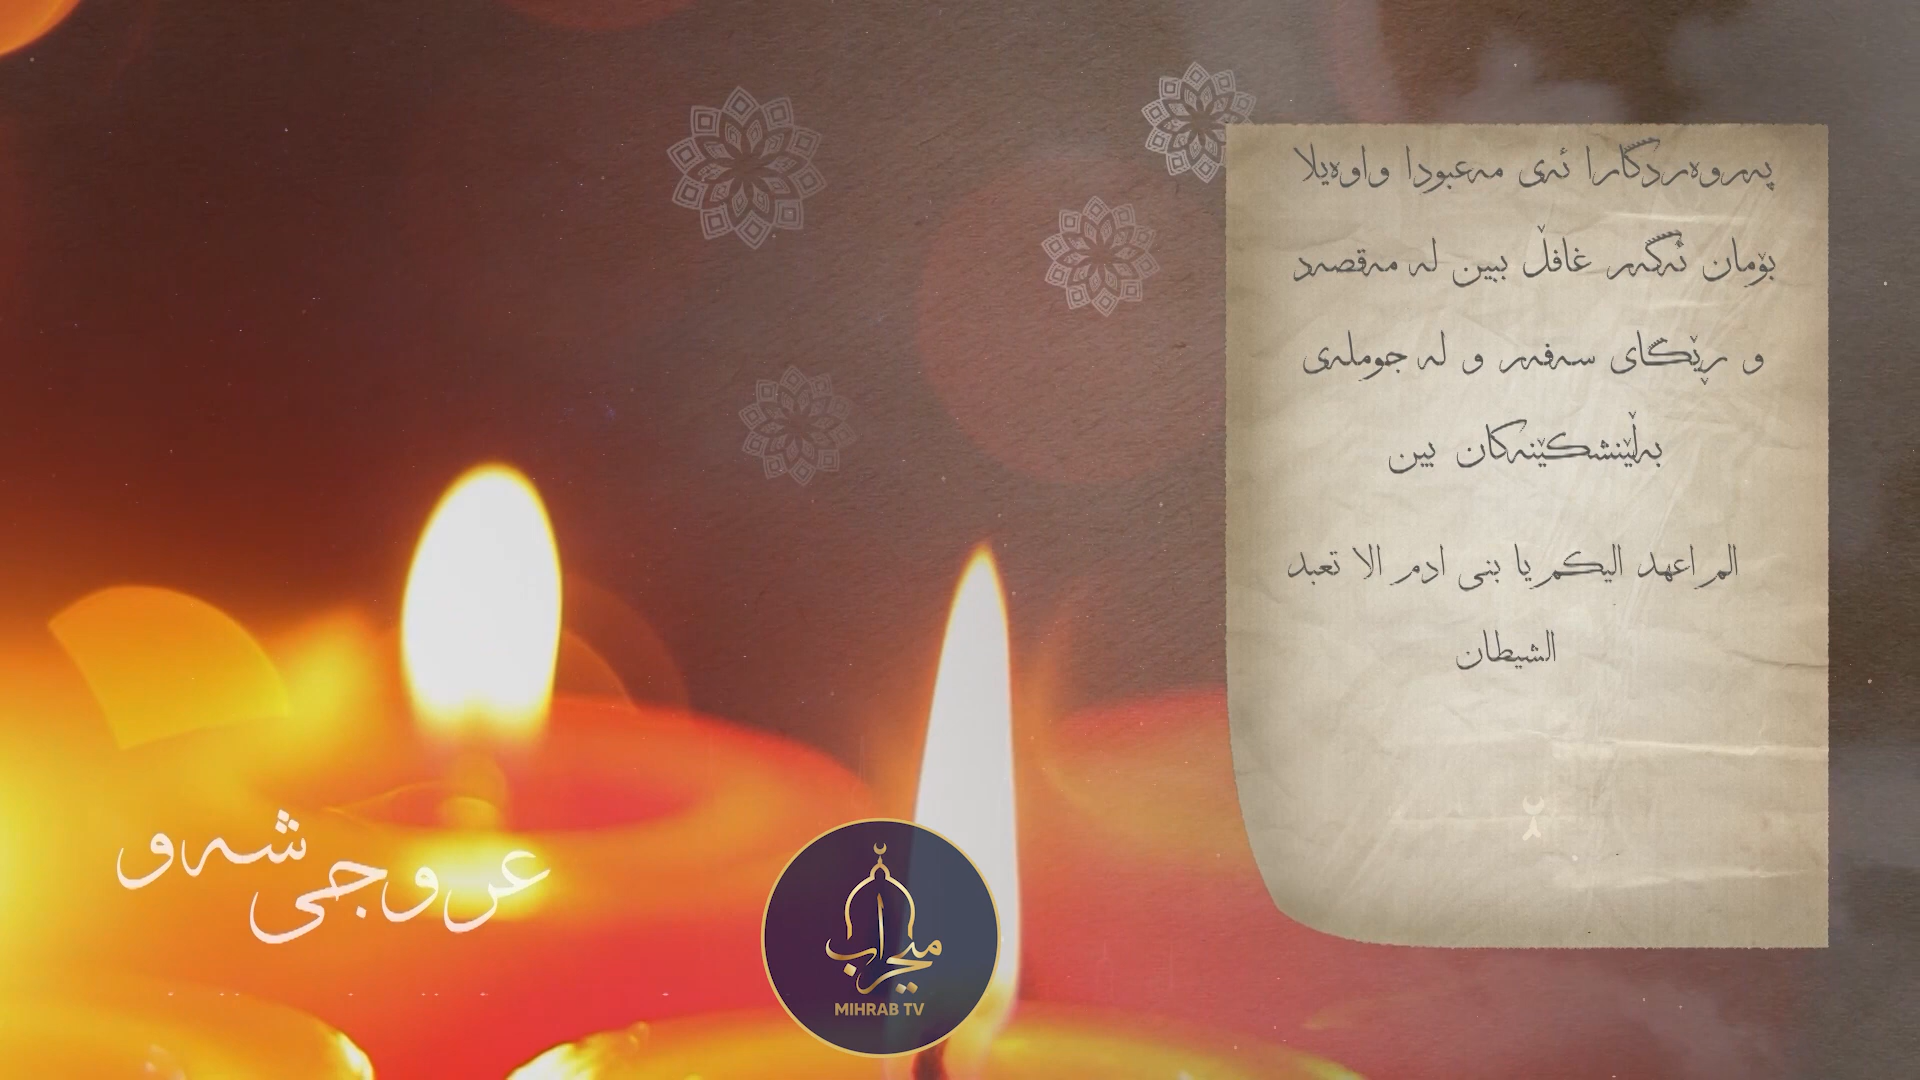 پەروەردگارا ئەی مەعبودا واوەیلا
بۆمان ئەگەر غافڵ ببین لە مەقصەد
و ڕێگای سەفەر و لە جوملەی
بەڵێنشکێنەکان بین
الم اعهد الیکم یا بنی ادم الا تعبد
الشیطان
عروجی شەو
میحراب
MIHRAB TV